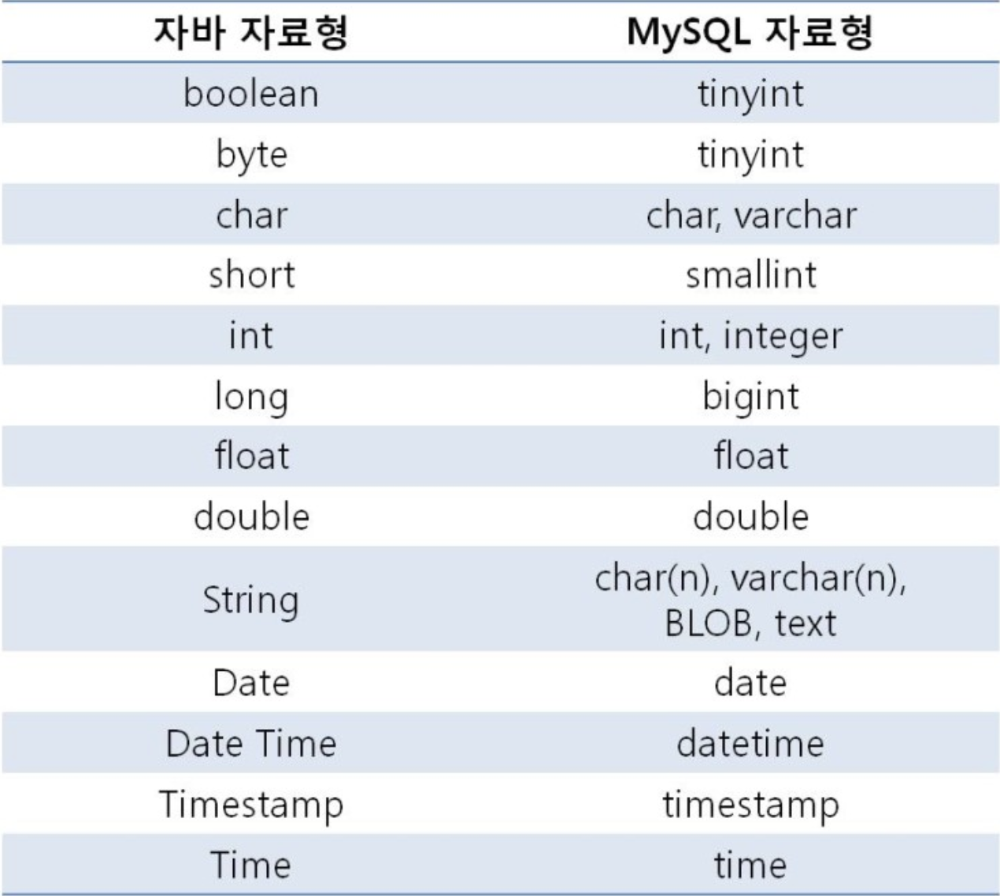 자바 자료형 MySQL 자료형
boolean tinyint
byte tinyint
char char, varchar
short smallint
int int, integer
long bigint
float float
double double
String char(n), varchar(n),
BLOB, text
Date date
Date Time datetime
Timestamp timestamp
Time time